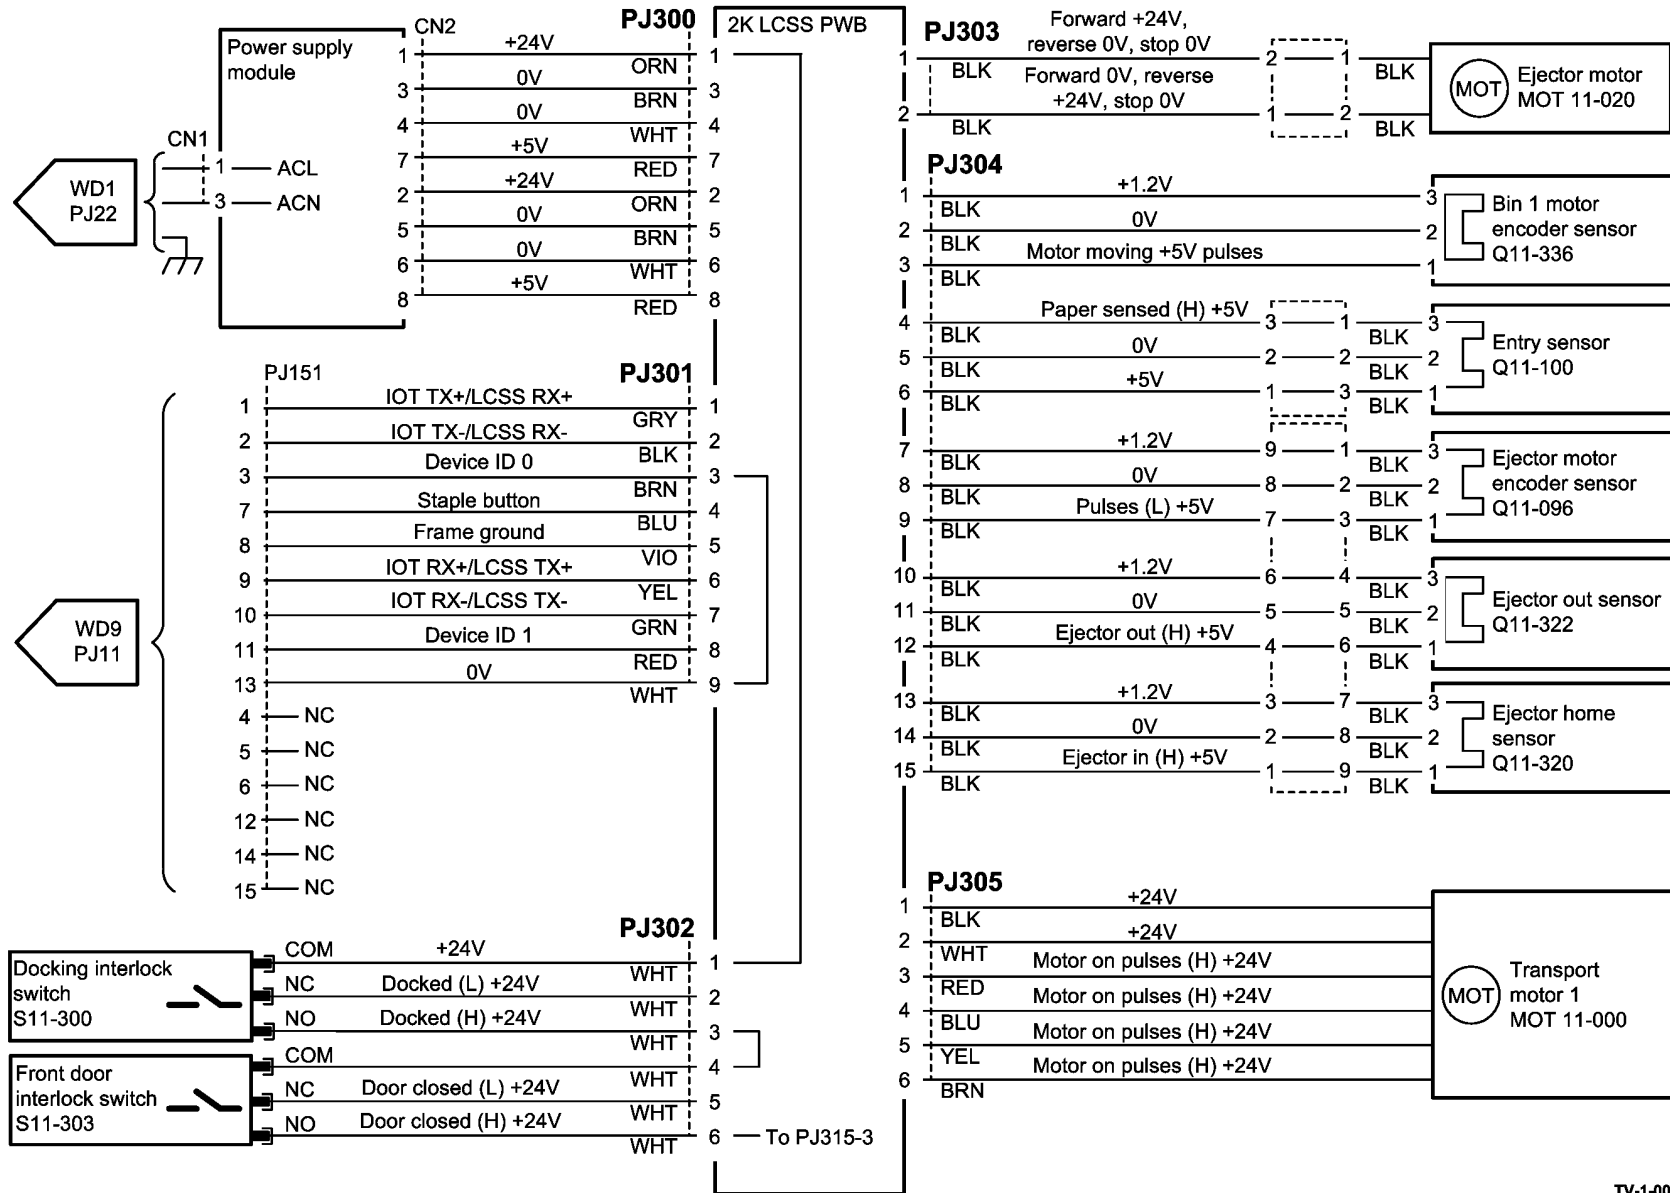 PJ300
2K LCSS PWB
CN2
Power supply
module
1 +24V ORN 1
3 0V BRN 3
4 0V WHT 4
7 +5V RED 7
2 +24V ORN 2
5 0V BRN 5
6 0V WHT 6
8 +5V RED 8
CN1
1 ACL
3 ACN
WD1
PJ22
PJ151
PJ301
1 IOT TX+/LCSS RX+ GRY 1
2 IOT TX-/LCSS RX- BLK 2
3 Device ID 0 BRN 3
7 Staple button BLU 4
8 Frame ground VIO 5
9 IOT RX+/LCSS TX+ YEL 6
10 IOT RX-/LCSS TX- GRN 7
11 Device ID 1 RED 8
13 0V WHT 9
4 NC
5 NC
6 NC
12 NC
14 NC
15 NC
WD9
PJ11
PJ302
Docking interlock
switch
S11-300
COM +24V WHT 1
NC Docked (L) +24V WHT 2
NO Docked (H) +24V WHT 3
Front door
interlock switch
S11-303
COM WHT 4
NC Door closed (L) +24V WHT 5
NO Door closed (H) +24V WHT 6 To PJ315-3
PJ303
Forward +24V,
reverse 0V, stop 0V
1 BLK 2 1 BLK
Forward 0V, reverse
+24V, stop 0V
2 BLK 1 2 BLK
MOT
Ejector motor
MOT 11-020
PJ304
1 BLK +1.2V 3
2 BLK 0V 2
3 BLK Motor moving +5V pulses 1
Bin 1 motor
encoder sensor
Q11-336
4 BLK Paper sensed (H) +5V 3 1 BLK 3
5 BLK 0V 2 2 BLK 2
6 BLK +5V 1 3 BLK 1
Entry sensor
Q11-100
7 BLK +1.2V 9 1 BLK 3
8 BLK 0V 8 2 BLK 2
9 BLK Pulses (L) +5V 7 3 BLK 1
Ejector motor
encoder sensor
Q11-096
10 BLK +1.2V 6 4 BLK 3
11 BLK 0V 5 5 BLK 2
12 BLK Ejector out (H) +5V 4 6 BLK 1
Ejector out sensor
Q11-322
13 BLK +1.2V 3 7 BLK 3
14 BLK 0V 2 8 BLK 2
15 BLK Ejector in (H) +5V 1 9 BLK 1
Ejector home
sensor
Q11-320
PJ305
1 BLK +24V
2 WHT +24V
3 RED Motor on pulses (H) +24V
4 BLU Motor on pulses (H) +24V
5 YEL Motor on pulses (H) +24V
6 BRN Motor on pulses (H) +24V
MOT
Transport
motor 1
MOT 11-000